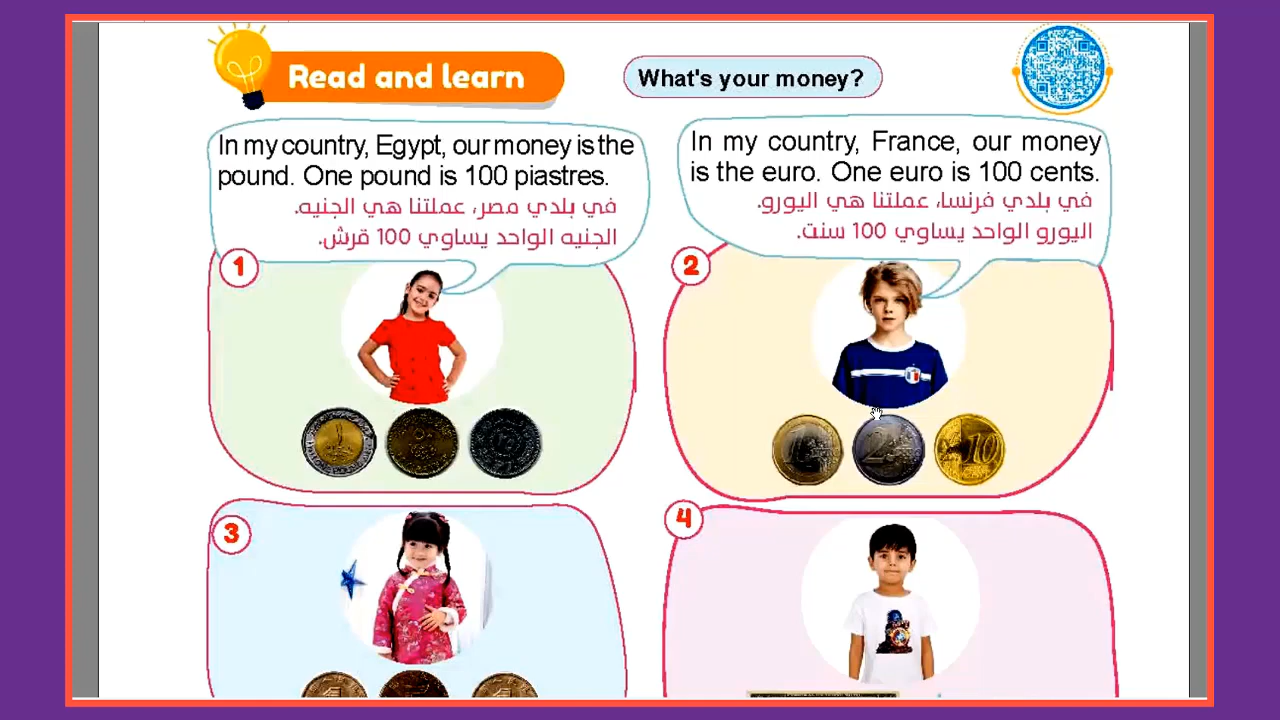 Read and learn
What's your money?
In my country, Egypt, our money is the
pound. One pound is 100 piastres.
في بلدي مصر، عملتنا هي الجنيه.
الجنيه الواحد يساوي 100 قرش.
1
In my country, France, our money
is the euro. One euro is 100 cents.
في بلدي فرنسا، عملتنا هي اليورو.
اليورو الواحد يساوي 100 سنت.
2
1
2
10
3
4